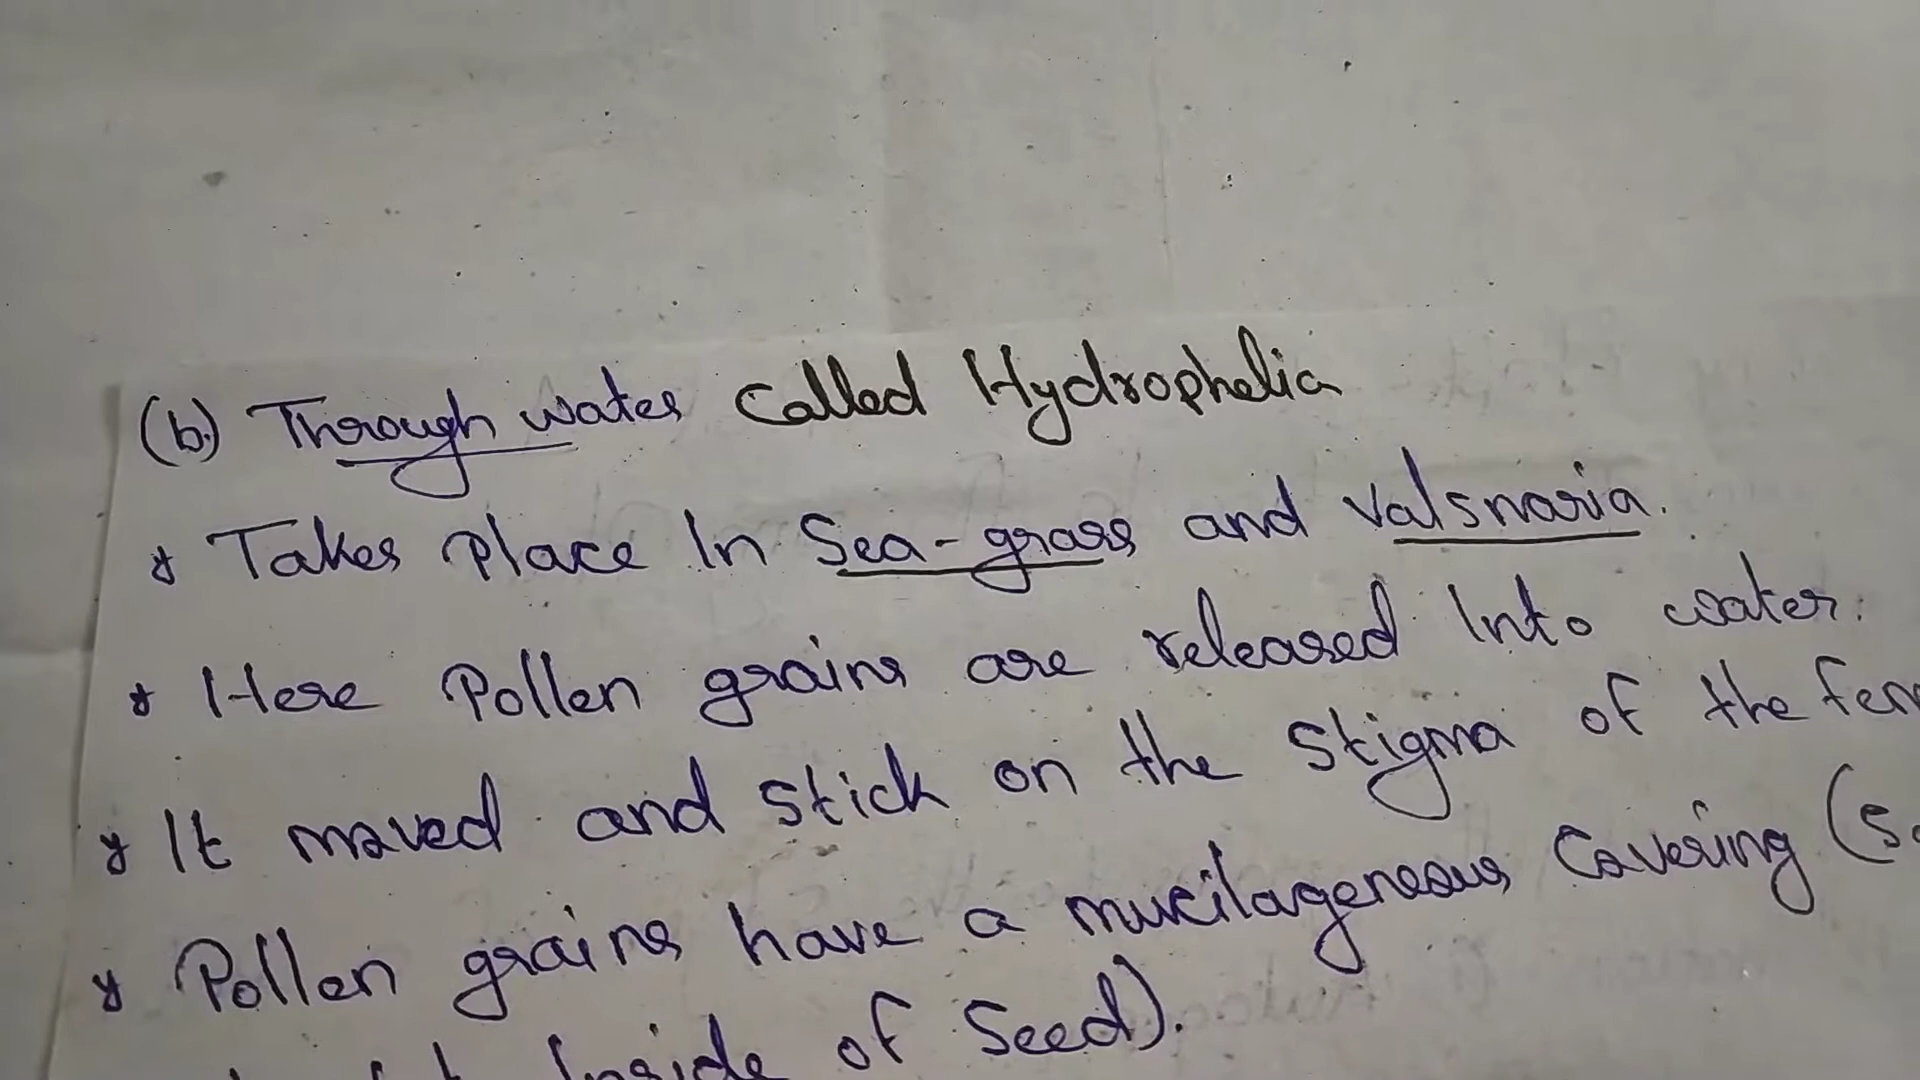 (b.) Through water Called Hydrophelia
* Takes Place In Sea-grass and Valsnaria.
* Here Pollen grains are released Into water.
* It moved and stick on the stigma of the
* Pollen grains have a mucilageneous Covering
Inside of Seed).